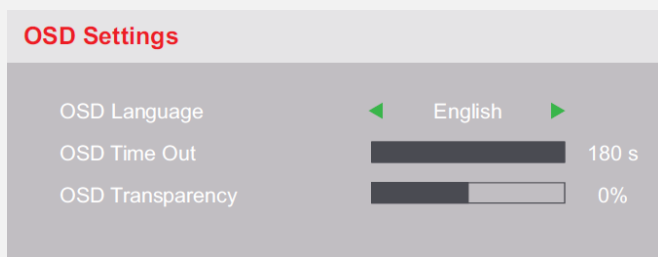 OSD Settings
OSD Language English
OSD Time Out 180 s
OSD Transparency 0%